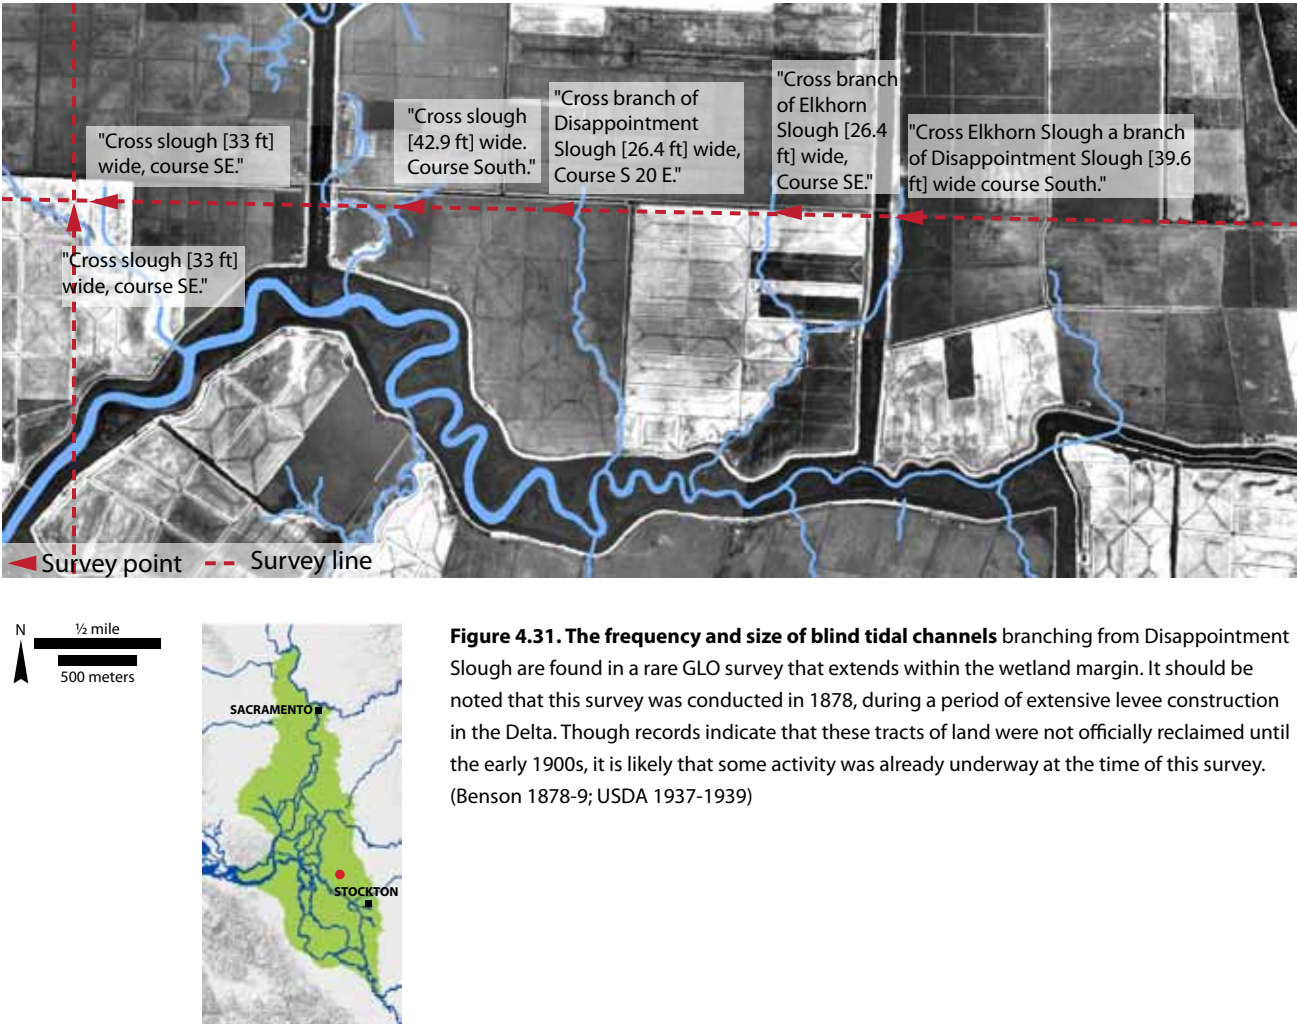 "Cross slough [33 ft]
wide, course SE."
"Cross slough
[42.9 ft] wide.
Course South."
"Cross branch of
Disappointment
Slough [26.4 ft] wide,
Course S 20 E."
"Cross branch
of Elkhorn
Slough [26.4
ft] wide,
Course SE."
"Cross Elkhorn Slough a branch
of Disappointment Slough [39.6
ft] wide course South."
"Cross slough [33 ft]
wide, course SE."
Survey point
Survey line
N
½ mile
500 meters
SACRAMENTO
STOCKTON
Figure 4.31. The frequency and size of blind tidal channels branching from Disappointment
Slough are found in a rare GLO survey that extends within the wetland margin. It should be
noted that this survey was conducted in 1878, during a period of extensive levee construction
in the Delta. Though records indicate that these tracts of land were not officially reclaimed until
the early 1900s, it is likely that some activity was already underway at the time of this survey.
(Benson 1878-9; USDA 1937-1939)